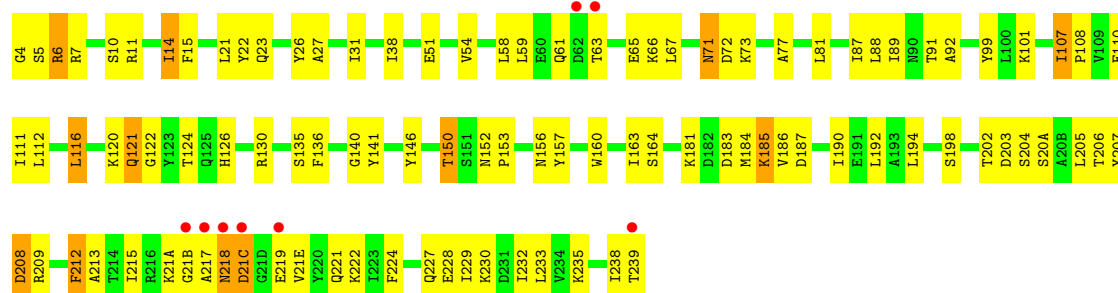 G4 S5 R6 R7 S10 R11 I14 F15 L21 Y22 Q23 Y26 A27 I31 I38 E51 V54 L58 L59 E60 Q61 D62 T63 E65 K66 L67 N71 D72 K73 A77 L81 I87 L88 I89 N90 T91 A92 Y99 L100 K101 I107 P108 V109 E110
I111 L112 L116 K120 Q121 G122 Y123 T124 Q125 H126 R130 S135 F136 G140 Y141 Y146 T150 S151 N152 P153 N156 Y157 W160 I163 S164 K181 D182 D183 M184 K185 V186 D187 I190 E191 L192 A193 L194 S198 T202 D203 S204 S20A A20B L205 T206 Y207
D208 R209 F212 A213 T214 I215 R216 K21A G21B A217 N218 D21C G21D E219 V21E Y220 Q221 K222 I223 F224 Q227 E228 I229 K230 D231 I232 L233 V234 K235 I238 T239